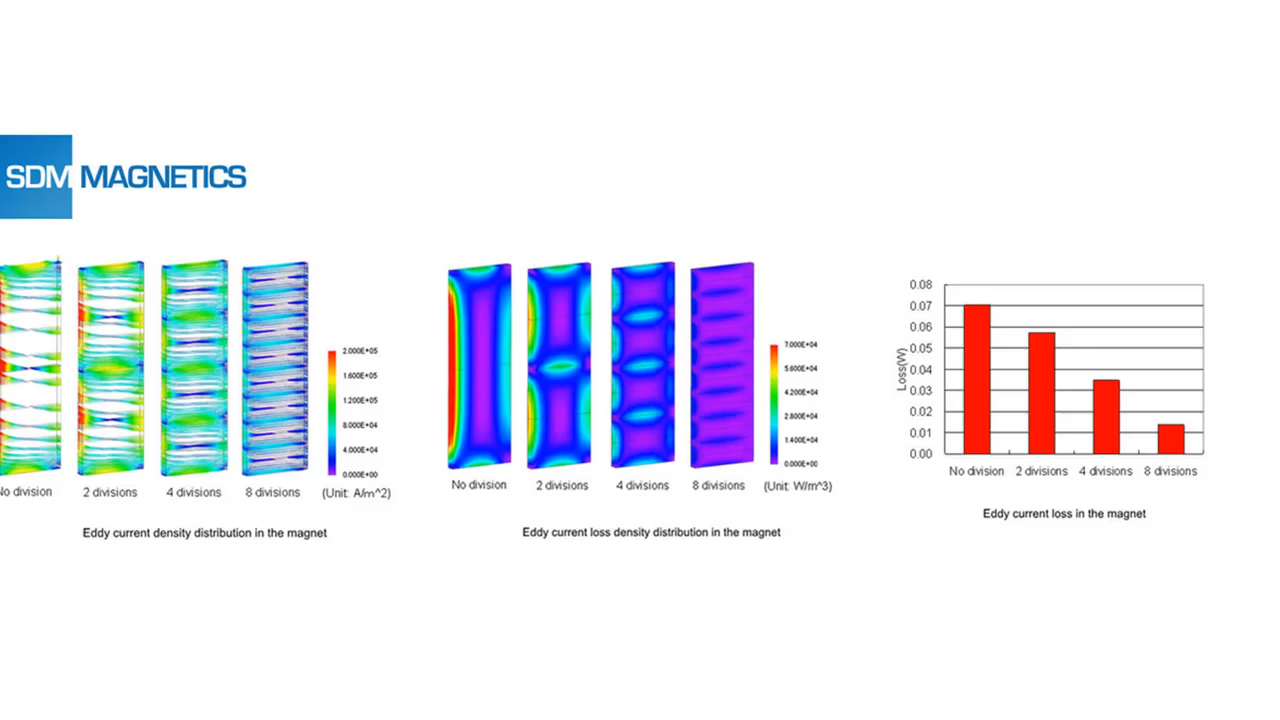 SDM MAGNETICS
2.000E+05
1.600E+05
1.200E+05
8.000E+04
4.000E+04
0.000E+00
No division 2 divisions 4 divisions 8 divisions (Unit: A/m^2)
Eddy current density distribution in the magnet
7.000E+04
5.600E+04
4.200E+04
2.800E+04
1.400E+04
0.000E+00
No division 2 divisions 4 divisions 8 divisions (Unit: W/m^3)
Eddy current loss density distribution in the magnet
Loss(W)
0.08
0.07
0.06
0.05
0.04
0.03
0.02
0.01
0.00
No division 2 divisions 4 divisions 8 divisions
Eddy current loss in the magnet